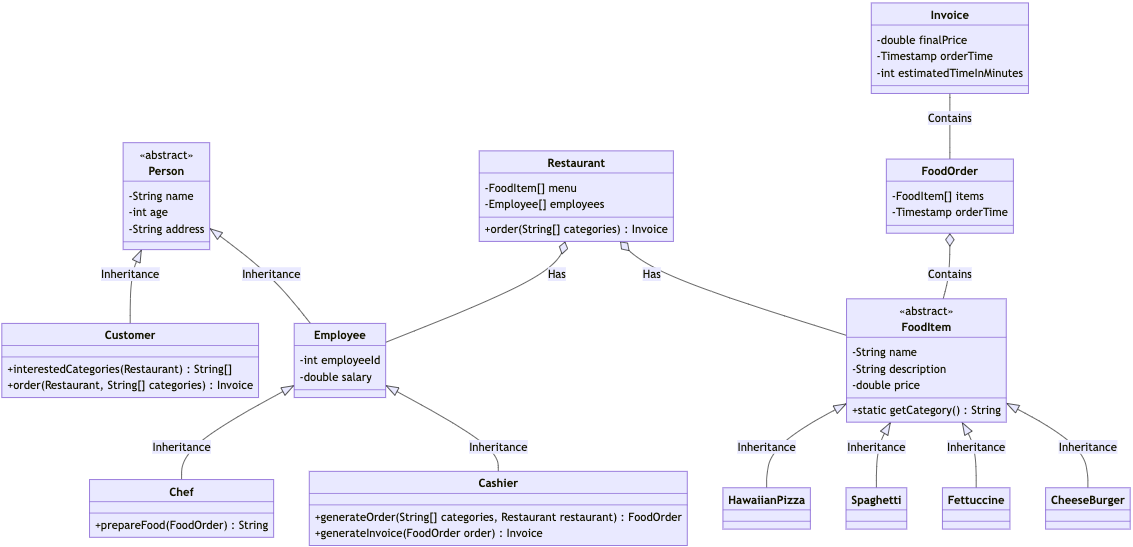 Invoice
-double finalPrice
-Timestamp orderTime
-int estimatedTimeInMinutes
Contains
«abstract»
Person
-String name
-int age
-String address
Restaurant
-FoodItem[] menu
-Employee[] employees
+order(String[] categories) : Invoice
FoodOrder
-FoodItem[] items
-Timestamp orderTime
Inheritance
Inheritance
Has
Has
Contains
Customer
+interestedCategories(Restaurant) : String[]
+order(Restaurant, String[] categories) : Invoice
Employee
-int employeeId
-double salary
«abstract»
FoodItem
-String name
-String description
-double price
+static getCategory() : String
Inheritance
Inheritance
Inheritance
Inheritance
Inheritance
Inheritance
Chef
+prepareFood(FoodOrder) : String
Cashier
+generateOrder(String[] categories, Restaurant restaurant) : FoodOrder
+generateInvoice(FoodOrder order) : Invoice
HawaiianPizza
Spaghetti
Fettuccine
CheeseBurger